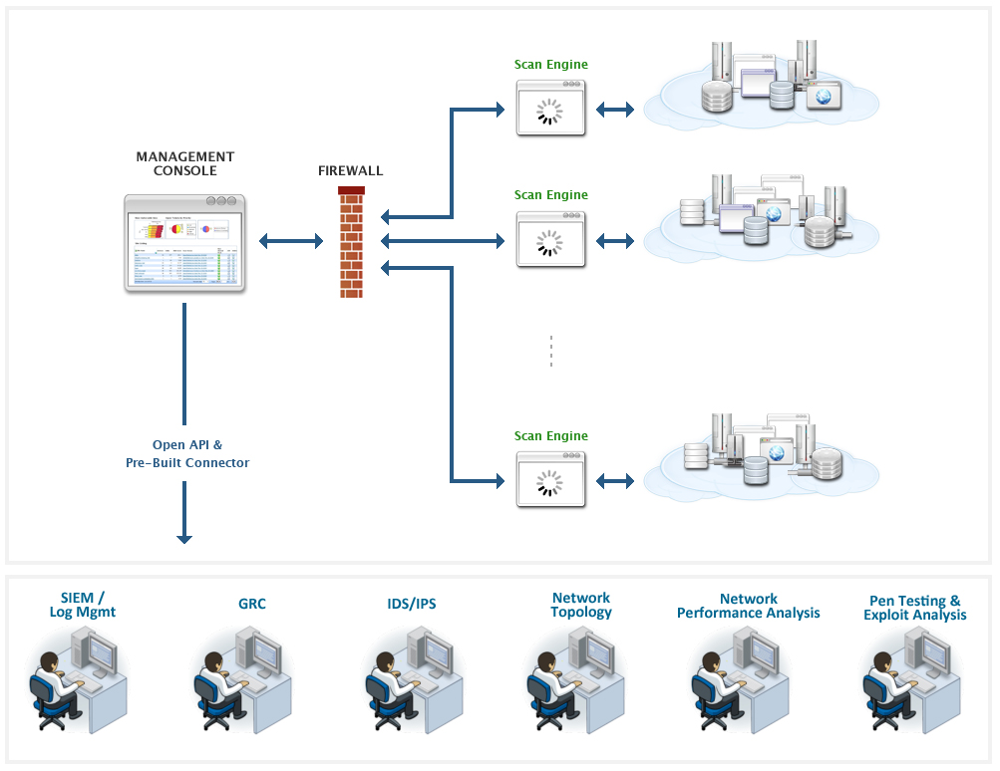 Scan Engine
MANAGEMENT
CONSOLE
FIREWALL
Scan Engine
Scan Engine
Open API &
Pre-Built Connector
SIEM /
Log Mgmt
GRC
IDS/IPS
Network
Topology
Network
Performance Analysis
Pen Testing &
Exploit Analysis